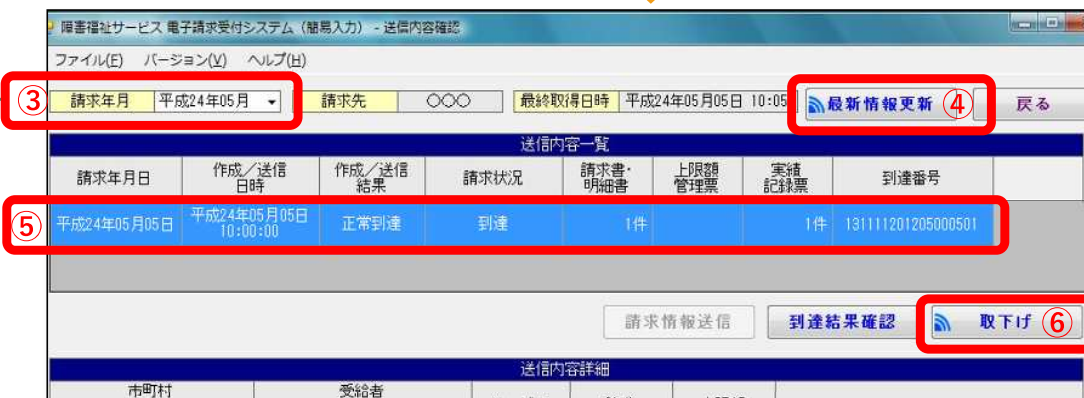 障害福祉サービス 電子請求受付システム（簡易入力） - 送信内容確認
ファイル(F) バージョン(V) ヘルプ(H)
③ 請求年月 平成24年05月 請求先 ○○○ 最終取得日時 平成24年05月05日 10:05 最新情報更新 ④ 戻る
送信内容一覧
請求年月日 作成／送信日時 作成／送信結果 請求状況 請求書・明細書 上限額管理票 実績記録票 到達番号
⑤ 平成24年05月05日 平成24年05月05日 10:00:00 正常到達 到達 1件 1件 131111201205000501
請求情報送信 到達結果確認 取下げ ⑥
送信内容詳細
市町村 受給者